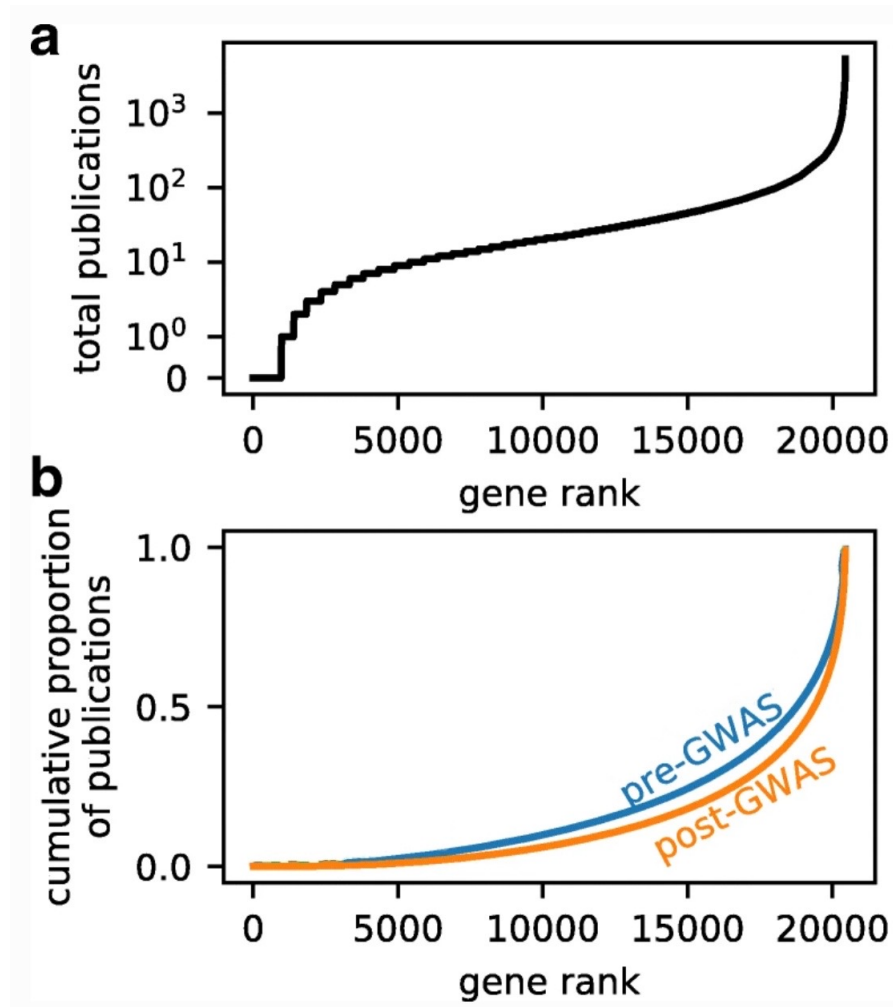 a
total publications
10³
10²
10¹
10⁰
0
0 5000 10000 15000 20000
gene rank
b
cumulative proportion
of publications
1.0
0.5
0.0
pre-GWAS
post-GWAS
0 5000 10000 15000 20000
gene rank